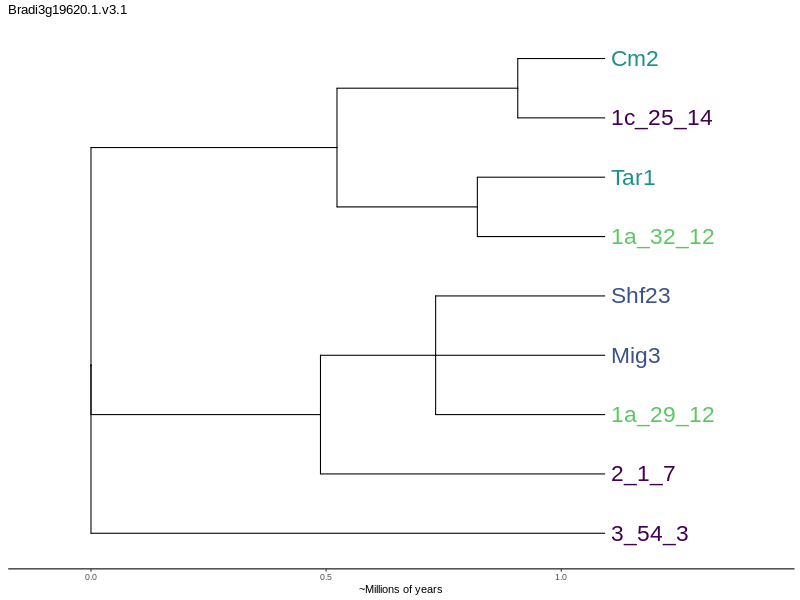 Bradi3g19620.1.v3.1
Cm2
1c_25_14
Tar1
1a_32_12
Shf23
Mig3
1a_29_12
2_1_7
3_54_3
0.0 0.5 1.0
~Millions of years